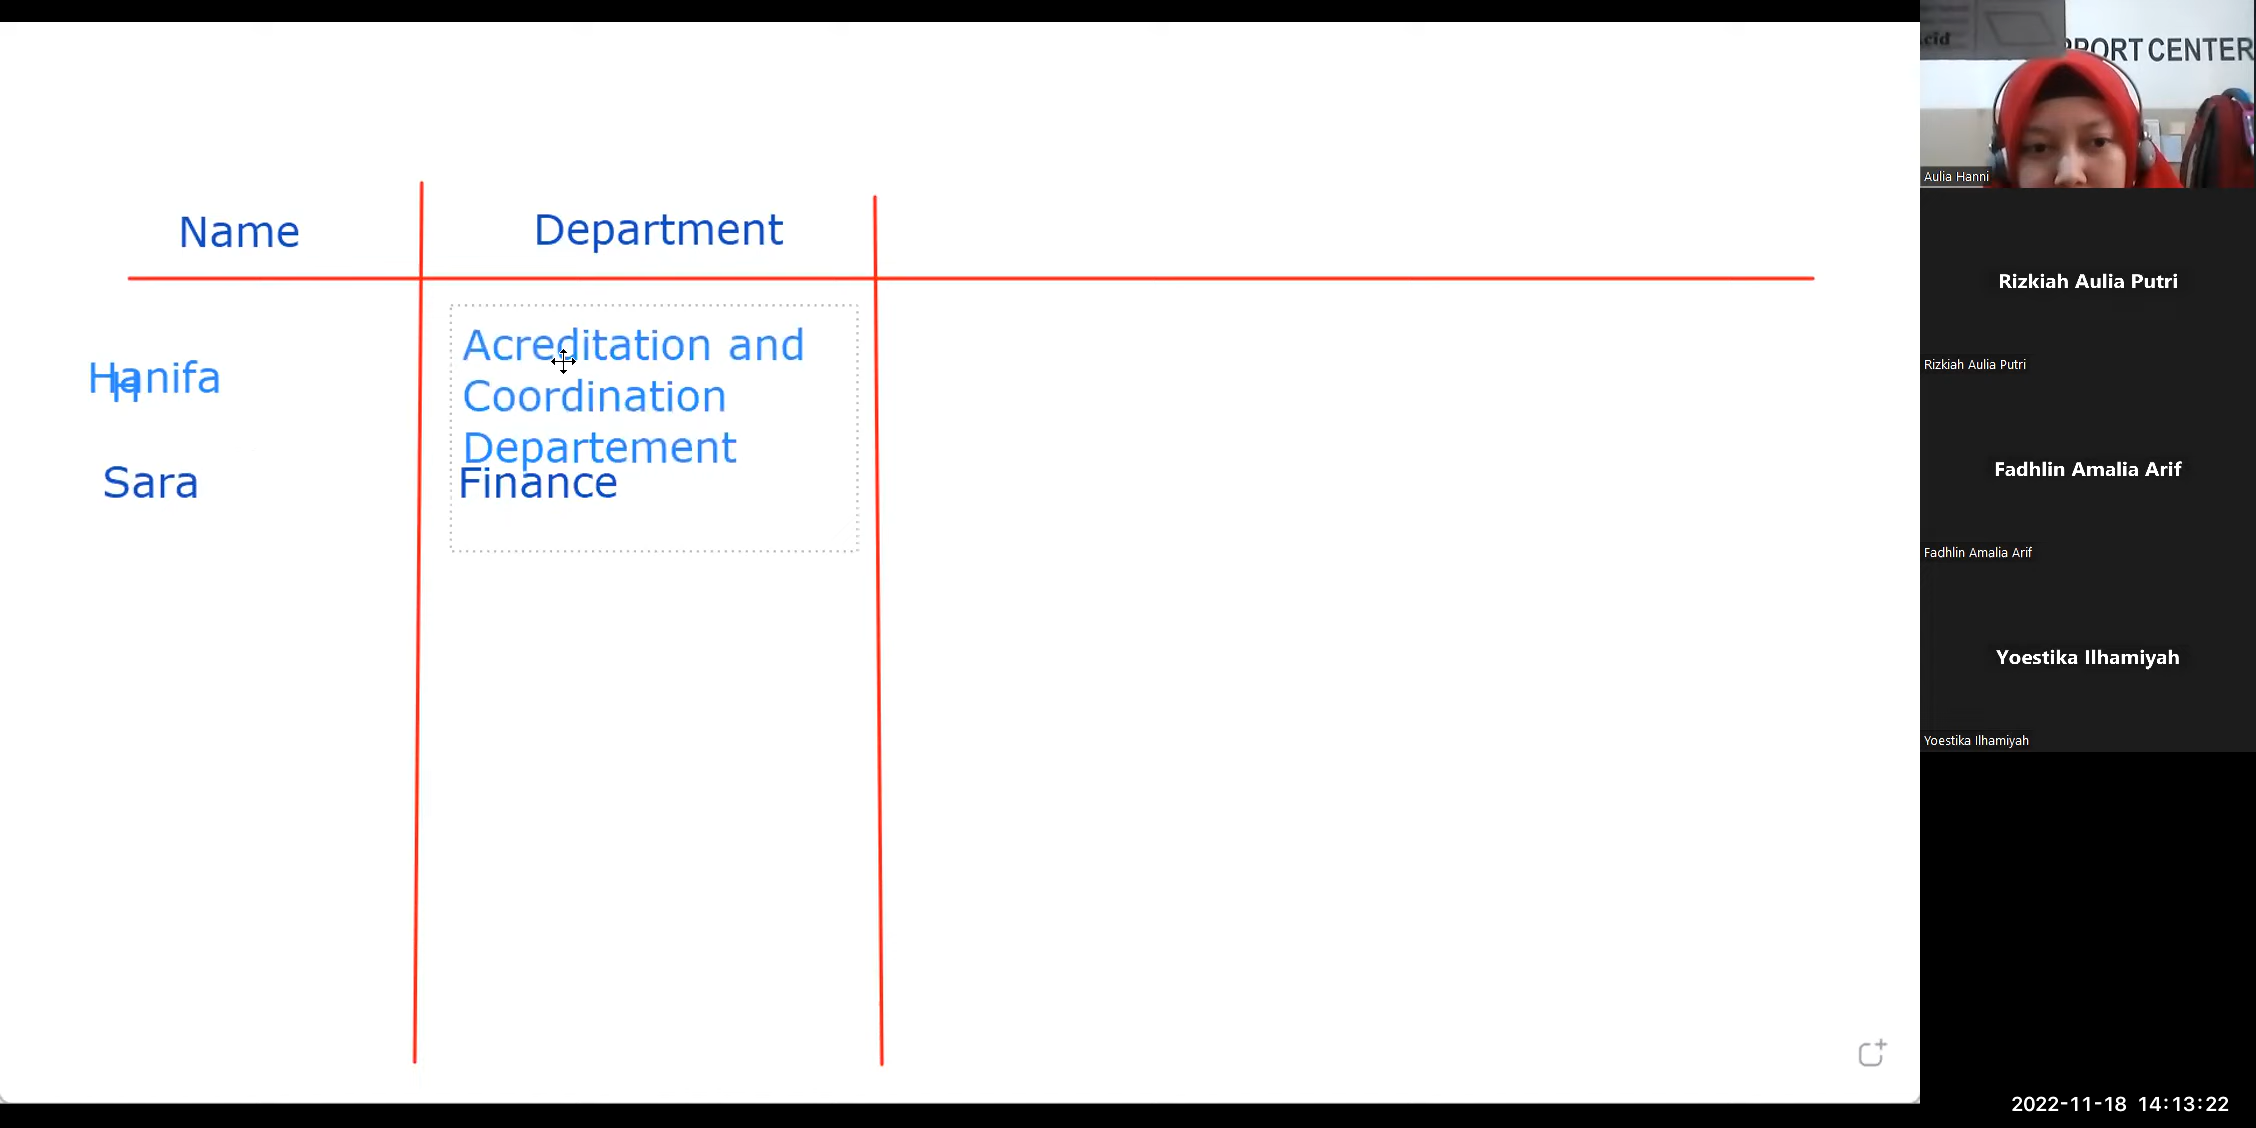 Name
Department
Acreditation and
Hanifa
H
Coordination
Departement
Sara
Finance
PORT CENTER
Aulia Hanni
Rizkiah Aulia Putri
Rizkiah Aulia Putri
Fadhlin Amalia Arif
Fadhlin Amalia Arif
Yoestika Ilhamiyah
Yoestika Ilhamiyah
2022-11-18 14:13:22